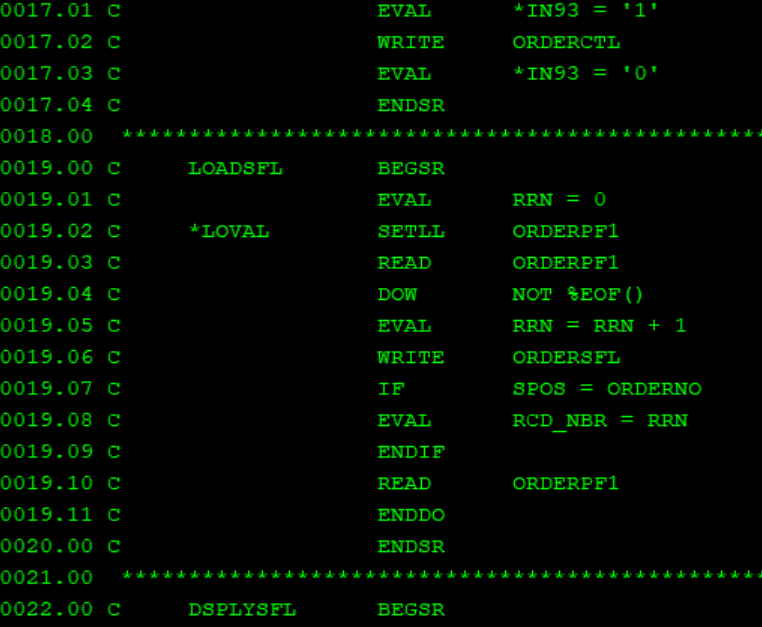 0017.01 C                   EVAL      *IN93 = '1'
0017.02 C                   WRITE     ORDERCTL
0017.03 C                   EVAL      *IN93 = '0'
0017.04 C                   ENDSR
0018.00  ************************************************
0019.00 C     LOADSFL       BEGSR
0019.01 C                   EVAL      RRN = 0
0019.02 C     *LOVAL        SETLL     ORDERPF1
0019.03 C                   READ      ORDERPF1
0019.04 C                   DOW       NOT %EOF()
0019.05 C                   EVAL      RRN = RRN + 1
0019.06 C                   WRITE     ORDERSFL
0019.07 C                   IF        SPOS = ORDERNO
0019.08 C                   EVAL      RCD_NBR = RRN
0019.09 C                   ENDIF
0019.10 C                   READ      ORDERPF1
0019.11 C                   ENDDO
0020.00 C                   ENDSR
0021.00  ************************************************
0022.00 C     DSPLYSFL      BEGSR